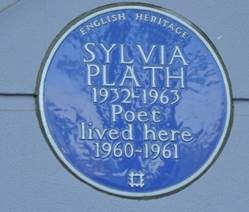 ENGLISH HERITAGE
SYLVIA
PLATH
1932-1963
Poet
lived here
1960-1961